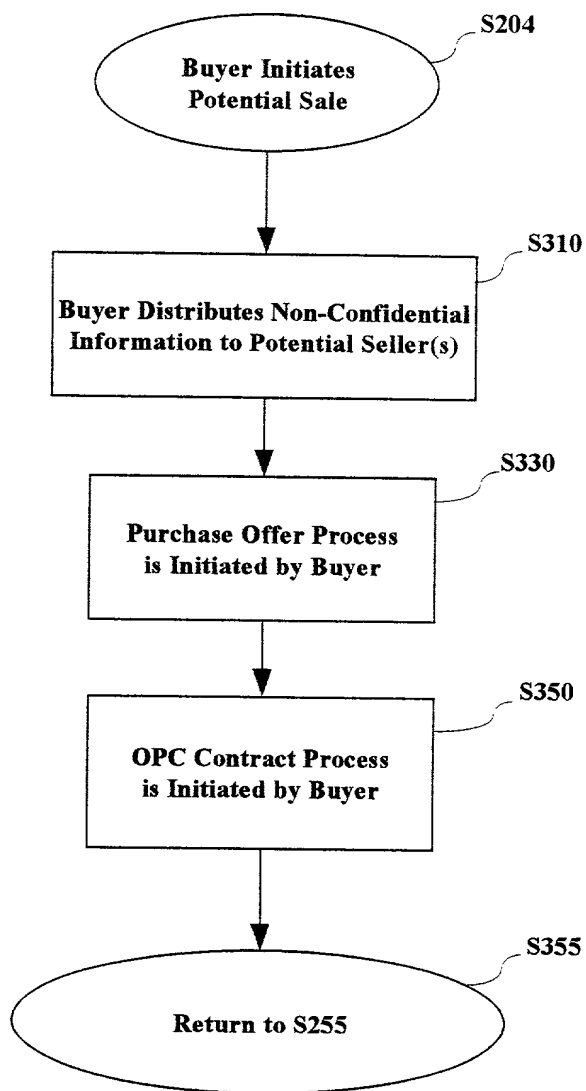 S204
Buyer Initiates
Potential Sale
S310
Buyer Distributes Non-Confidential
Information to Potential Seller(s)
S330
Purchase Offer Process
is Initiated by Buyer
S350
OPC Contract Process
is Initiated by Buyer
S355
Return to S255